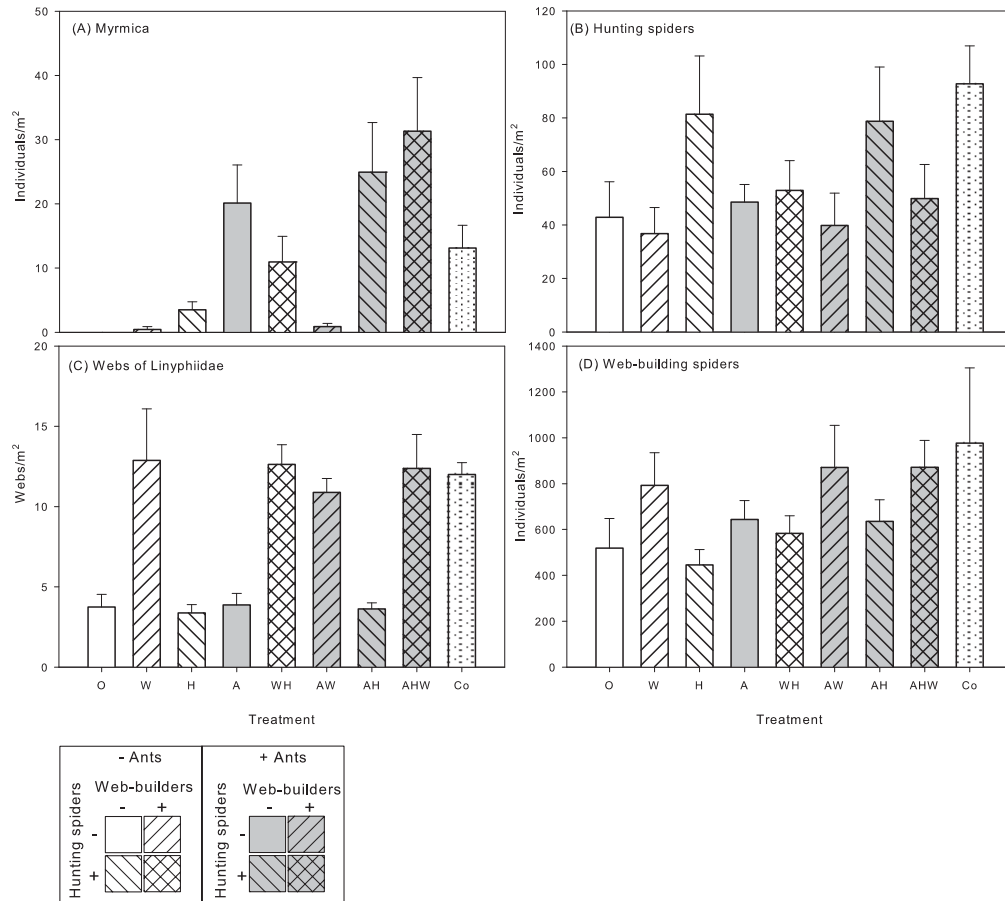 (A) Myrmica
Individuals/m²
50
40
30
20
10
0
(B) Hunting spiders
Individuals/m²
120
100
80
60
40
20
0
(C) Webs of Linyphiidae
Webs/m²
20
15
10
5
0
O W H A WH AW AH AHW Co
Treatment
(D) Web-building spiders
Individuals/m²
1400
1200
1000
800
600
400
200
0
O W H A WH AW AH AHW Co
Treatment
- Ants
Web-builders
- +
Hunting spiders
-
+
+ Ants
Web-builders
- +
Hunting spiders
-
+